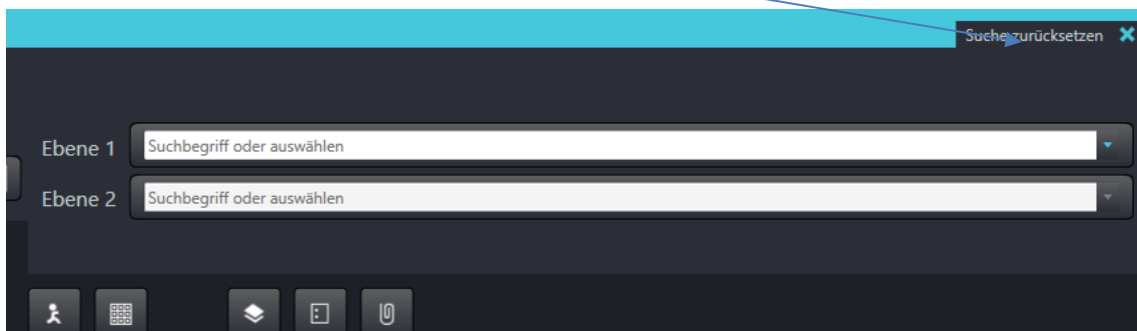 Suche zurücksetzen
Ebene 1
Suchbegriff oder auswählen
Ebene 2
Suchbegriff oder auswählen